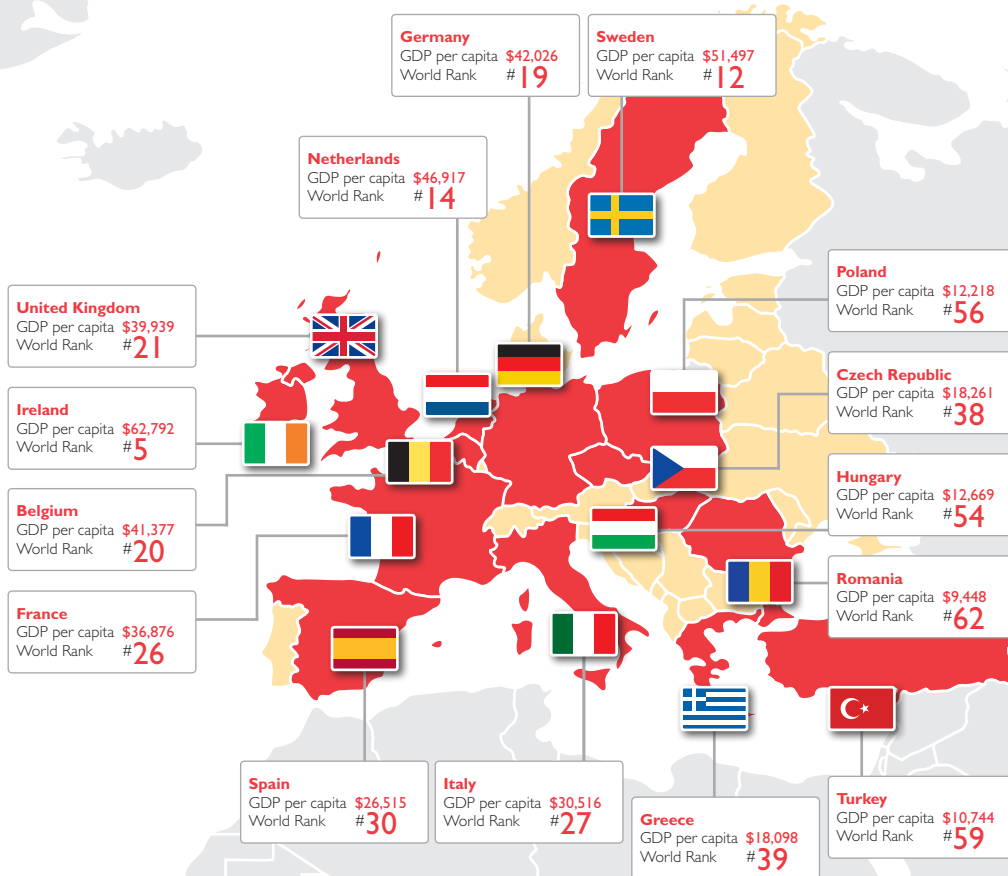 Germany
GDP per capita $42,026
World Rank #19
Sweden
GDP per capita $51,497
World Rank #12
Netherlands
GDP per capita $46,917
World Rank #14
United Kingdom
GDP per capita $39,939
World Rank #21
Ireland
GDP per capita $62,792
World Rank #5
Belgium
GDP per capita $41,377
World Rank #20
France
GDP per capita $36,876
World Rank #26
Poland
GDP per capita $12,218
World Rank #56
Czech Republic
GDP per capita $18,261
World Rank #38
Hungary
GDP per capita $12,669
World Rank #54
Romania
GDP per capita $9,448
World Rank #62
Spain
GDP per capita $26,515
World Rank #30
Italy
GDP per capita $30,516
World Rank #27
Greece
GDP per capita $18,098
World Rank #39
Turkey
GDP per capita $10,744
World Rank #59